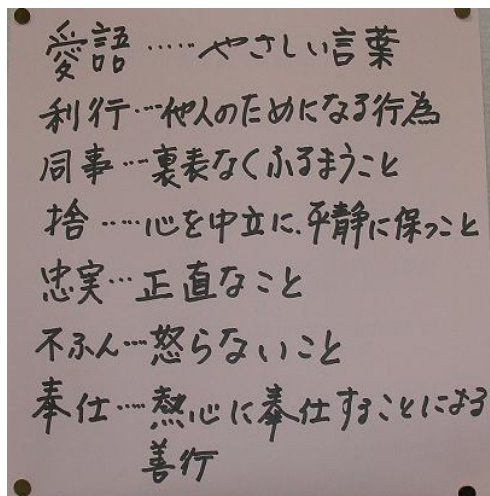 愛語……やさしい言葉
利行…他人のためになる行為
同事…裏表なくふるまうこと
捨……心を中立に、平静に保つこと
忠実…正直なこと
不ふん…怒らないこと
奉仕……熱心に奉仕することによる
善行